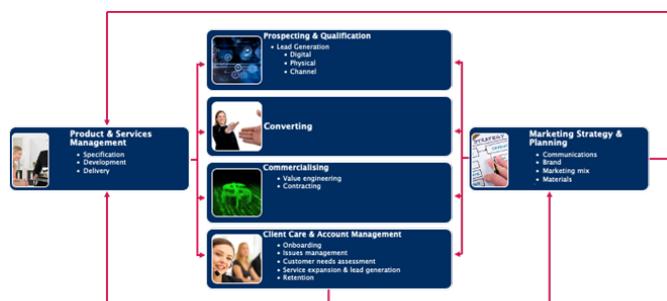 Prospecting & Qualification
• Lead Generation
• Digital
• Physical
• Channel
Converting
Product & Services
Management
• Specification
• Development
• Delivery
Marketing Strategy &
Planning
• Communications
• Brand
• Marketing mix
• Materials
STRATEGY
Commercialising
• Value engineering
• Contracting
Client Care & Account Management
• Onboarding
• Issues management
• Customer needs assessment
• Service expansion & lead generation
• Retention